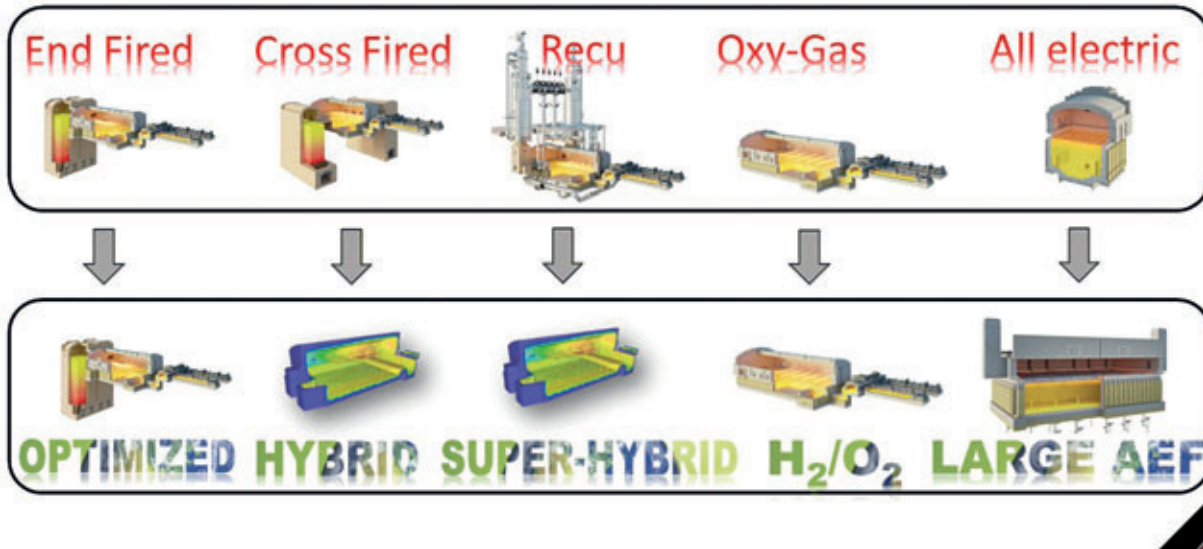 End Fired Cross Fired Recu Oxy-Gas All electric
OPTIMIZED HYBRID SUPER-HYBRID H₂/O₂ LARGE AEF